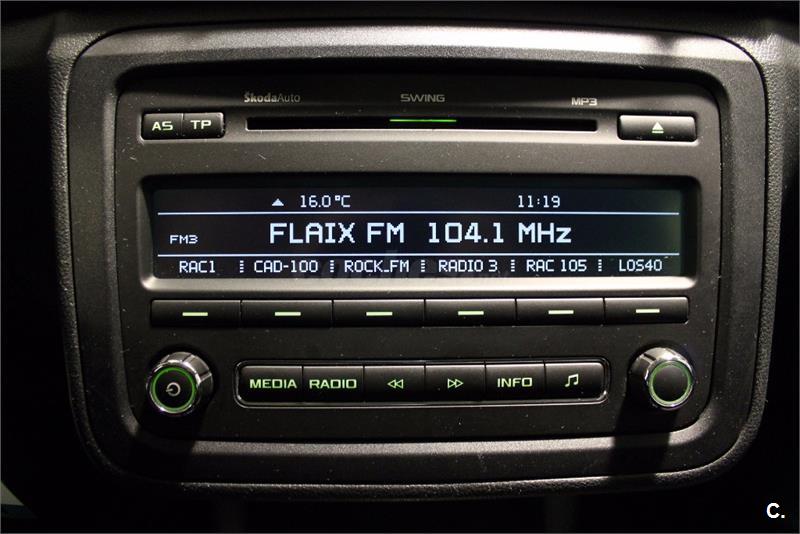 ŠkodaAuto SWING MP3
AS TP
16.0°C 11:19
FM3 FLAIX FM 104.1 MHz
RAC1 CAD-100 ROCK_FM RADIO 3 RAC 105 LOS40
MEDIA RADIO INFO
C.